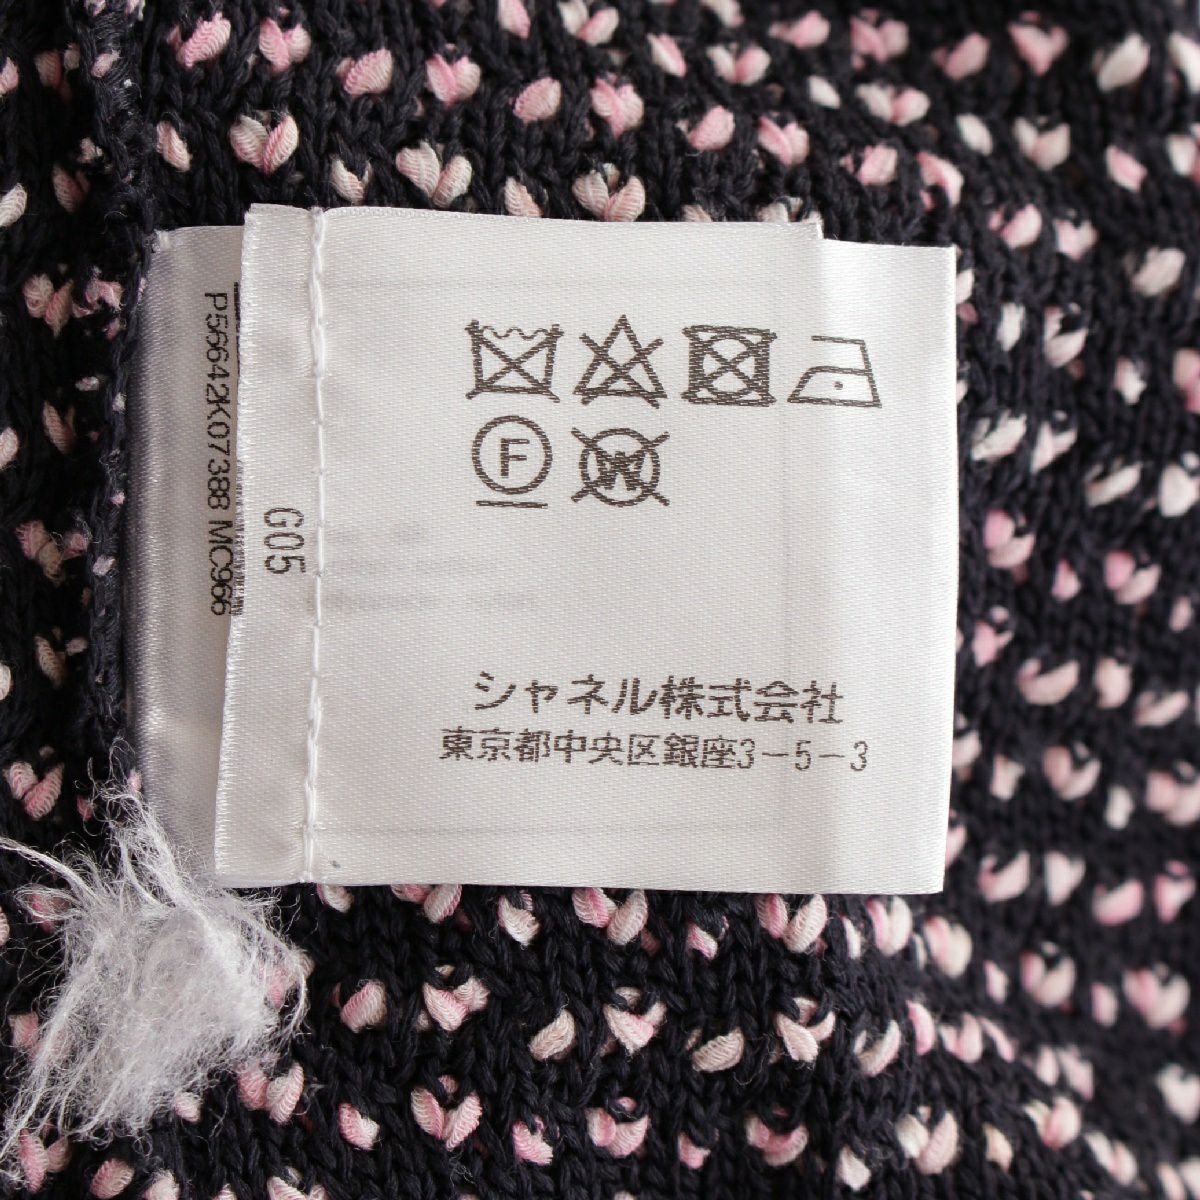 P56642K07388 MC966
G05
F
W
シャネル株式会社
東京都中央区銀座3-5-3